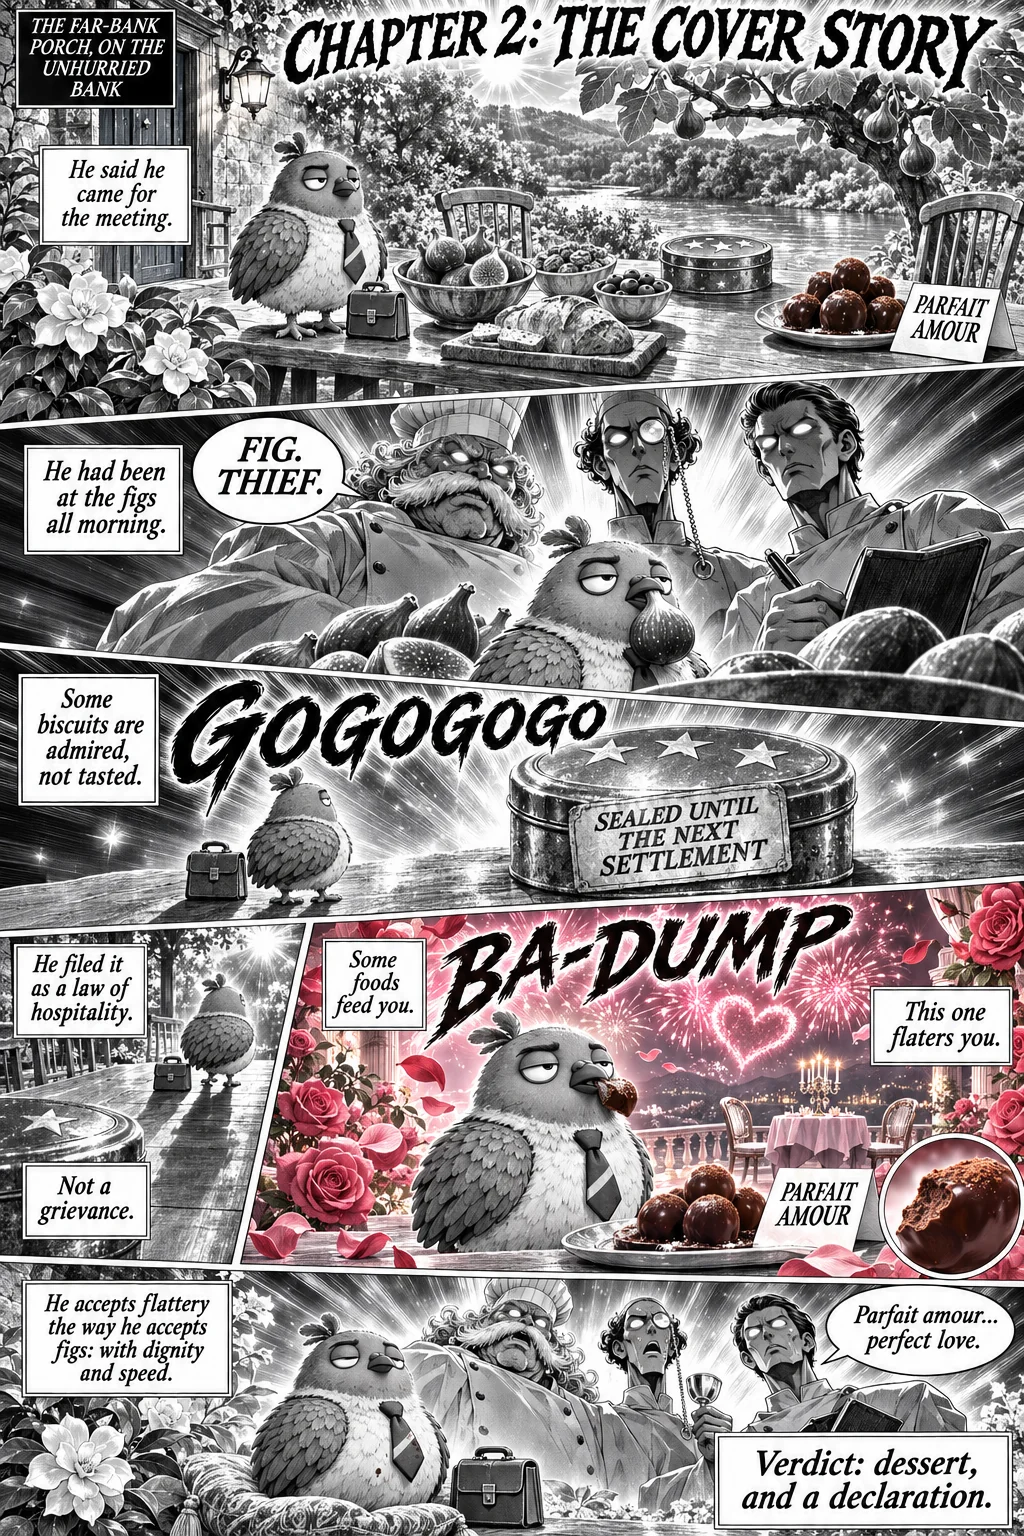 THE FAR-BANK
PORCH, ON THE
UNHURRIED
BANK
CHAPTER 2: THE COVER STORY
He said he
came for
the meeting.
PARFAIT
AMOUR
He had been
at the figs
all morning.
FIG.
THIEF.
Some
biscuits are
admired,
not tasted.
GOGOGOGO
SEALED UNTIL
THE NEXT
SETTLEMENT
He filed it
as a law of
hospitality.
Not a
grievance.
Some
foods
feed you.
BA-DUMP
This one
flaters you.
PARFAIT
AMOUR
He accepts flattery
the way he accepts
figs: with dignity
and speed.
Parfait amour...
perfect love.
Verdict: dessert,
and a declaration.